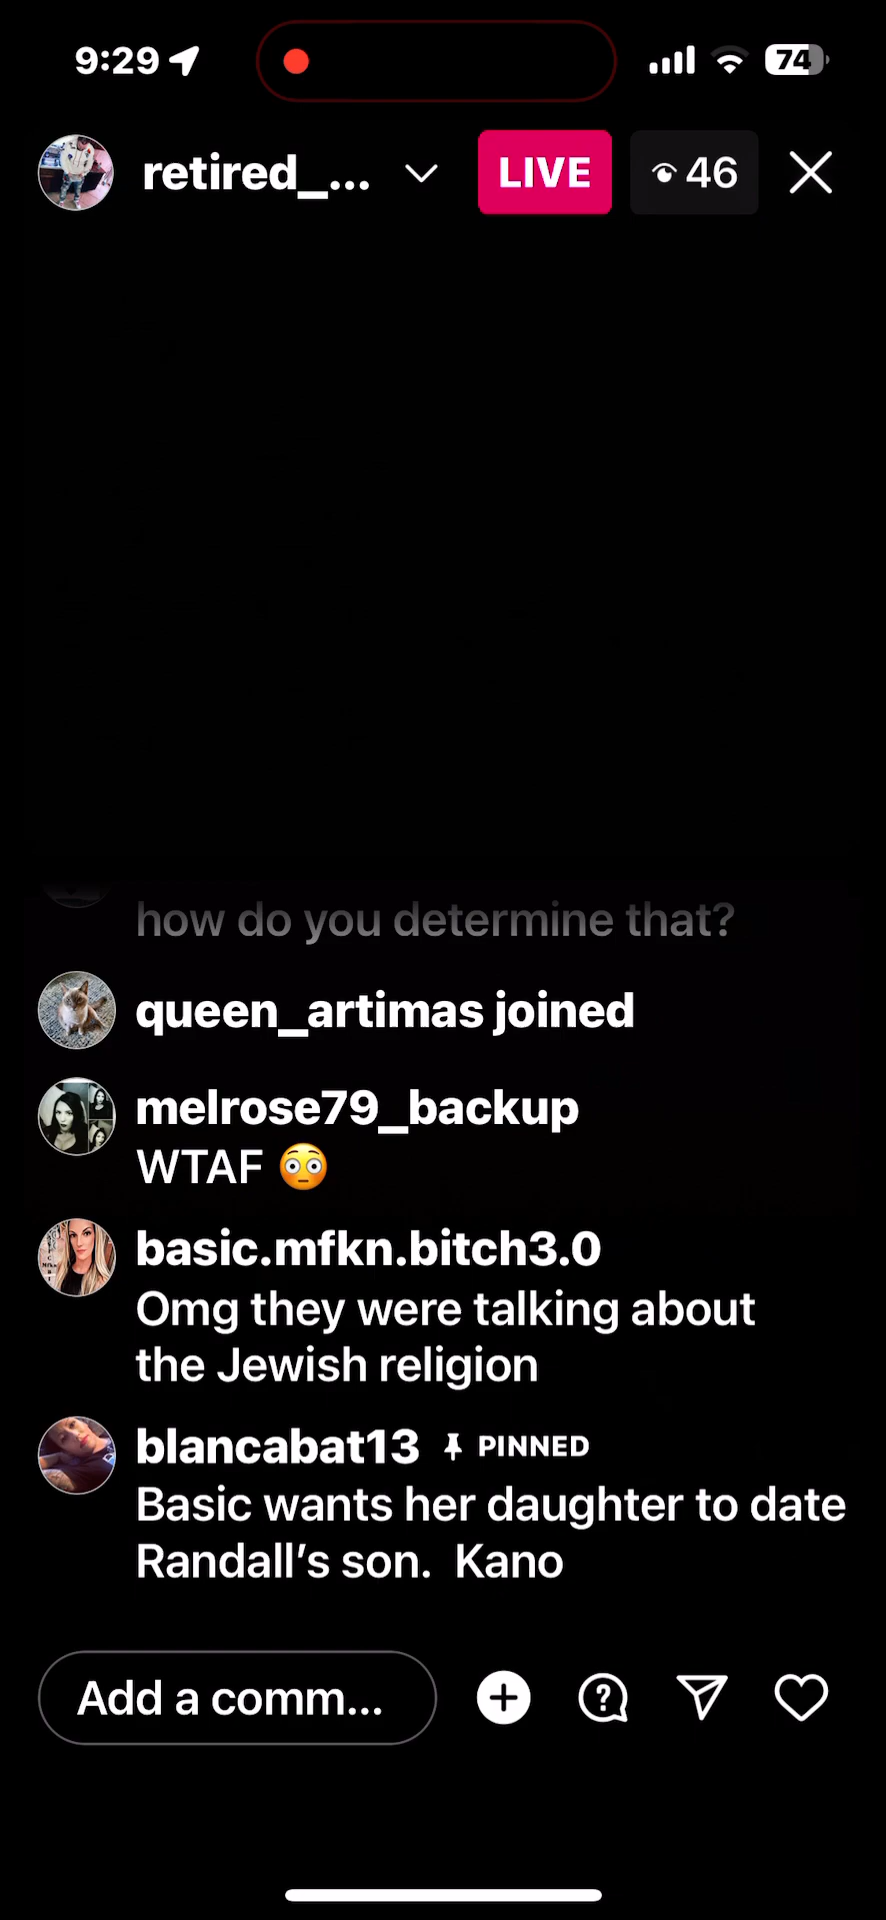 9:29
74
retired_...
LIVE
46
how do you determine that?
queen_artimas joined
melrose79_backup
WTAF 😳
basic.mfkn.bitch3.0
Omg they were talking about
the Jewish religion
blancabat13 PINNED
Basic wants her daughter to date
Randall’s son.  Kano
Add a comm...